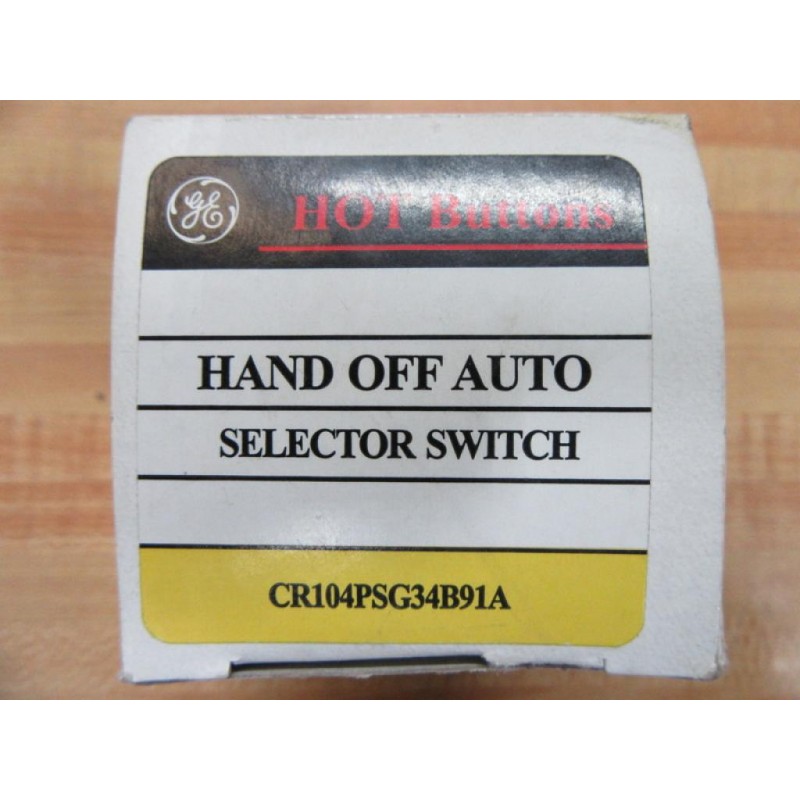 GE
HOT Buttons
HAND OFF AUTO
SELECTOR SWITCH
CR104PSG34B91A